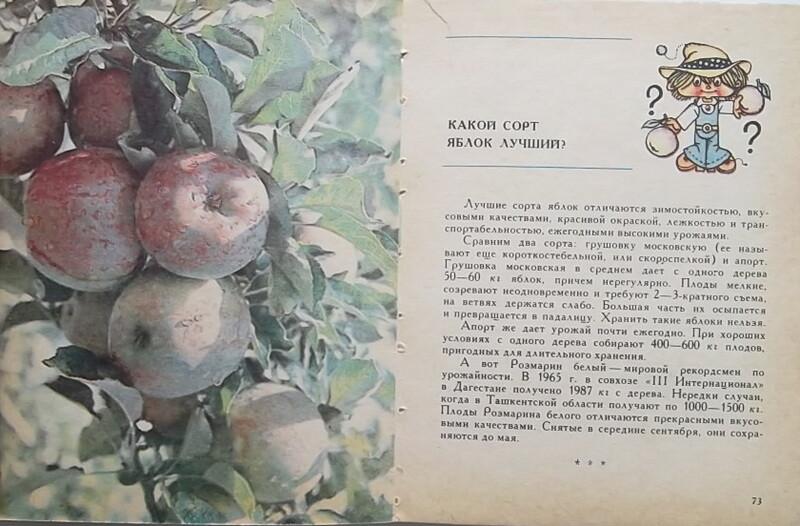 КАКОЙ СОРТ
ЯБЛОК ЛУЧШИЙ?
? ?
Лучшие сорта яблок отличаются зимостойкостью, вку-
совыми качествами, красивой окраской, лежкостью и тран-
спортабельностью, ежегодными высокими урожаями.
Сравним два сорта: грушовку московскую (ее назы-
вают еще короткостебельной, или скороспелкой) и апорт.
Грушовка московская в среднем дает с одного дерева
50—60 кг яблок, причем нерегулярно. Плоды мелкие,
созревают неодновременно и требуют 2—3-кратного съема,
на ветвях держатся слабо. Большая часть их осыпается
и превращается в падалицу. Хранить такие яблоки нельзя.
Апорт же дает урожай почти ежегодно. При хороших
условиях с одного дерева собирают 400—600 кг плодов,
пригодных для длительного хранения.
А вот Розмарин белый — мировой рекордсмен по
урожайности. В 1965 г. в совхозе «III Интернационал»
в Дагестане получено 1987 кг с дерева. Нередки случаи,
когда в Ташкентской области получают по 1000—1500 кг.
Плоды Розмарина белого отличаются прекрасными вкусо-
выми качествами. Снятые в середине сентября, они сохра-
няются до мая.
* * *
73